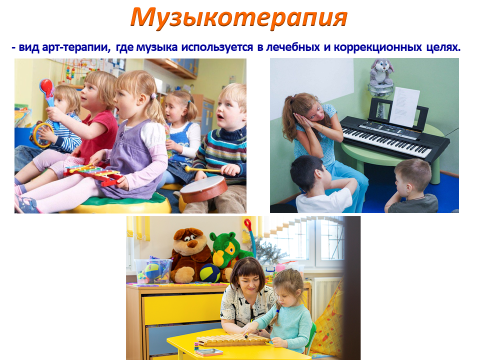 Музыкотерапия
- вид арт-терапии, где музыка используется в лечебных и коррекционных целях.